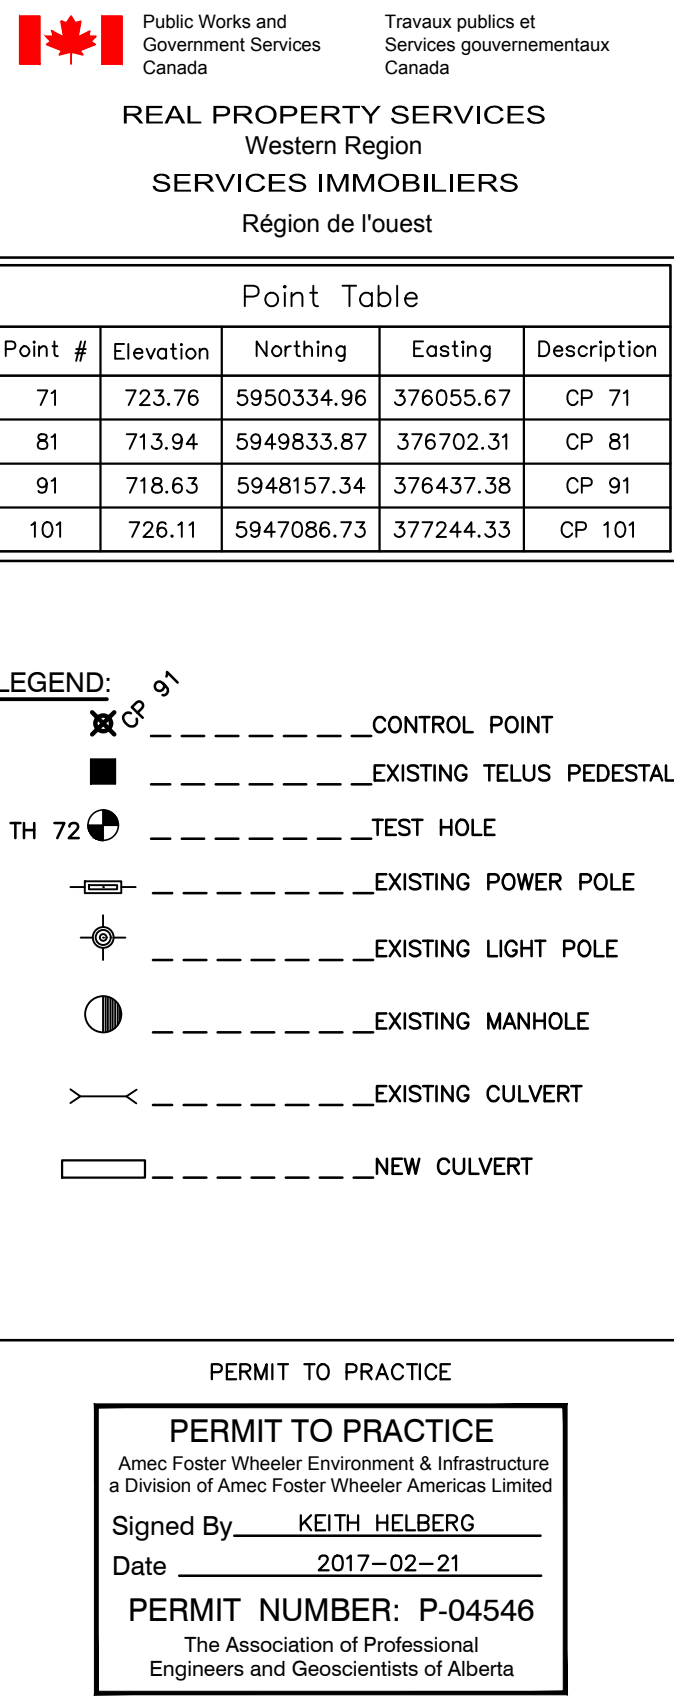 Public Works and
Government Services
Canada
Travaux publics et
Services gouvernementaux
Canada
REAL PROPERTY SERVICES
Western Region
SERVICES IMMOBILIERS
Région de l'ouest
Point Table
Point # Elevation Northing Easting Description
71 723.76 5950334.96 376055.67 CP 71
81 713.94 5949833.87 376702.31 CP 81
91 718.63 5948157.34 376437.38 CP 91
101 726.11 5947086.73 377244.33 CP 101
LEGEND:
CP 91 CONTROL POINT
EXISTING TELUS PEDESTAL
TH 72 TEST HOLE
EXISTING POWER POLE
EXISTING LIGHT POLE
EXISTING MANHOLE
EXISTING CULVERT
NEW CULVERT
PERMIT TO PRACTICE
PERMIT TO PRACTICE
Amec Foster Wheeler Environment & Infrastructure
a Division of Amec Foster Wheeler Americas Limited
Signed By KEITH HELBERG
Date 2017-02-21
PERMIT NUMBER: P-04546
The Association of Professional
Engineers and Geoscientists of Alberta